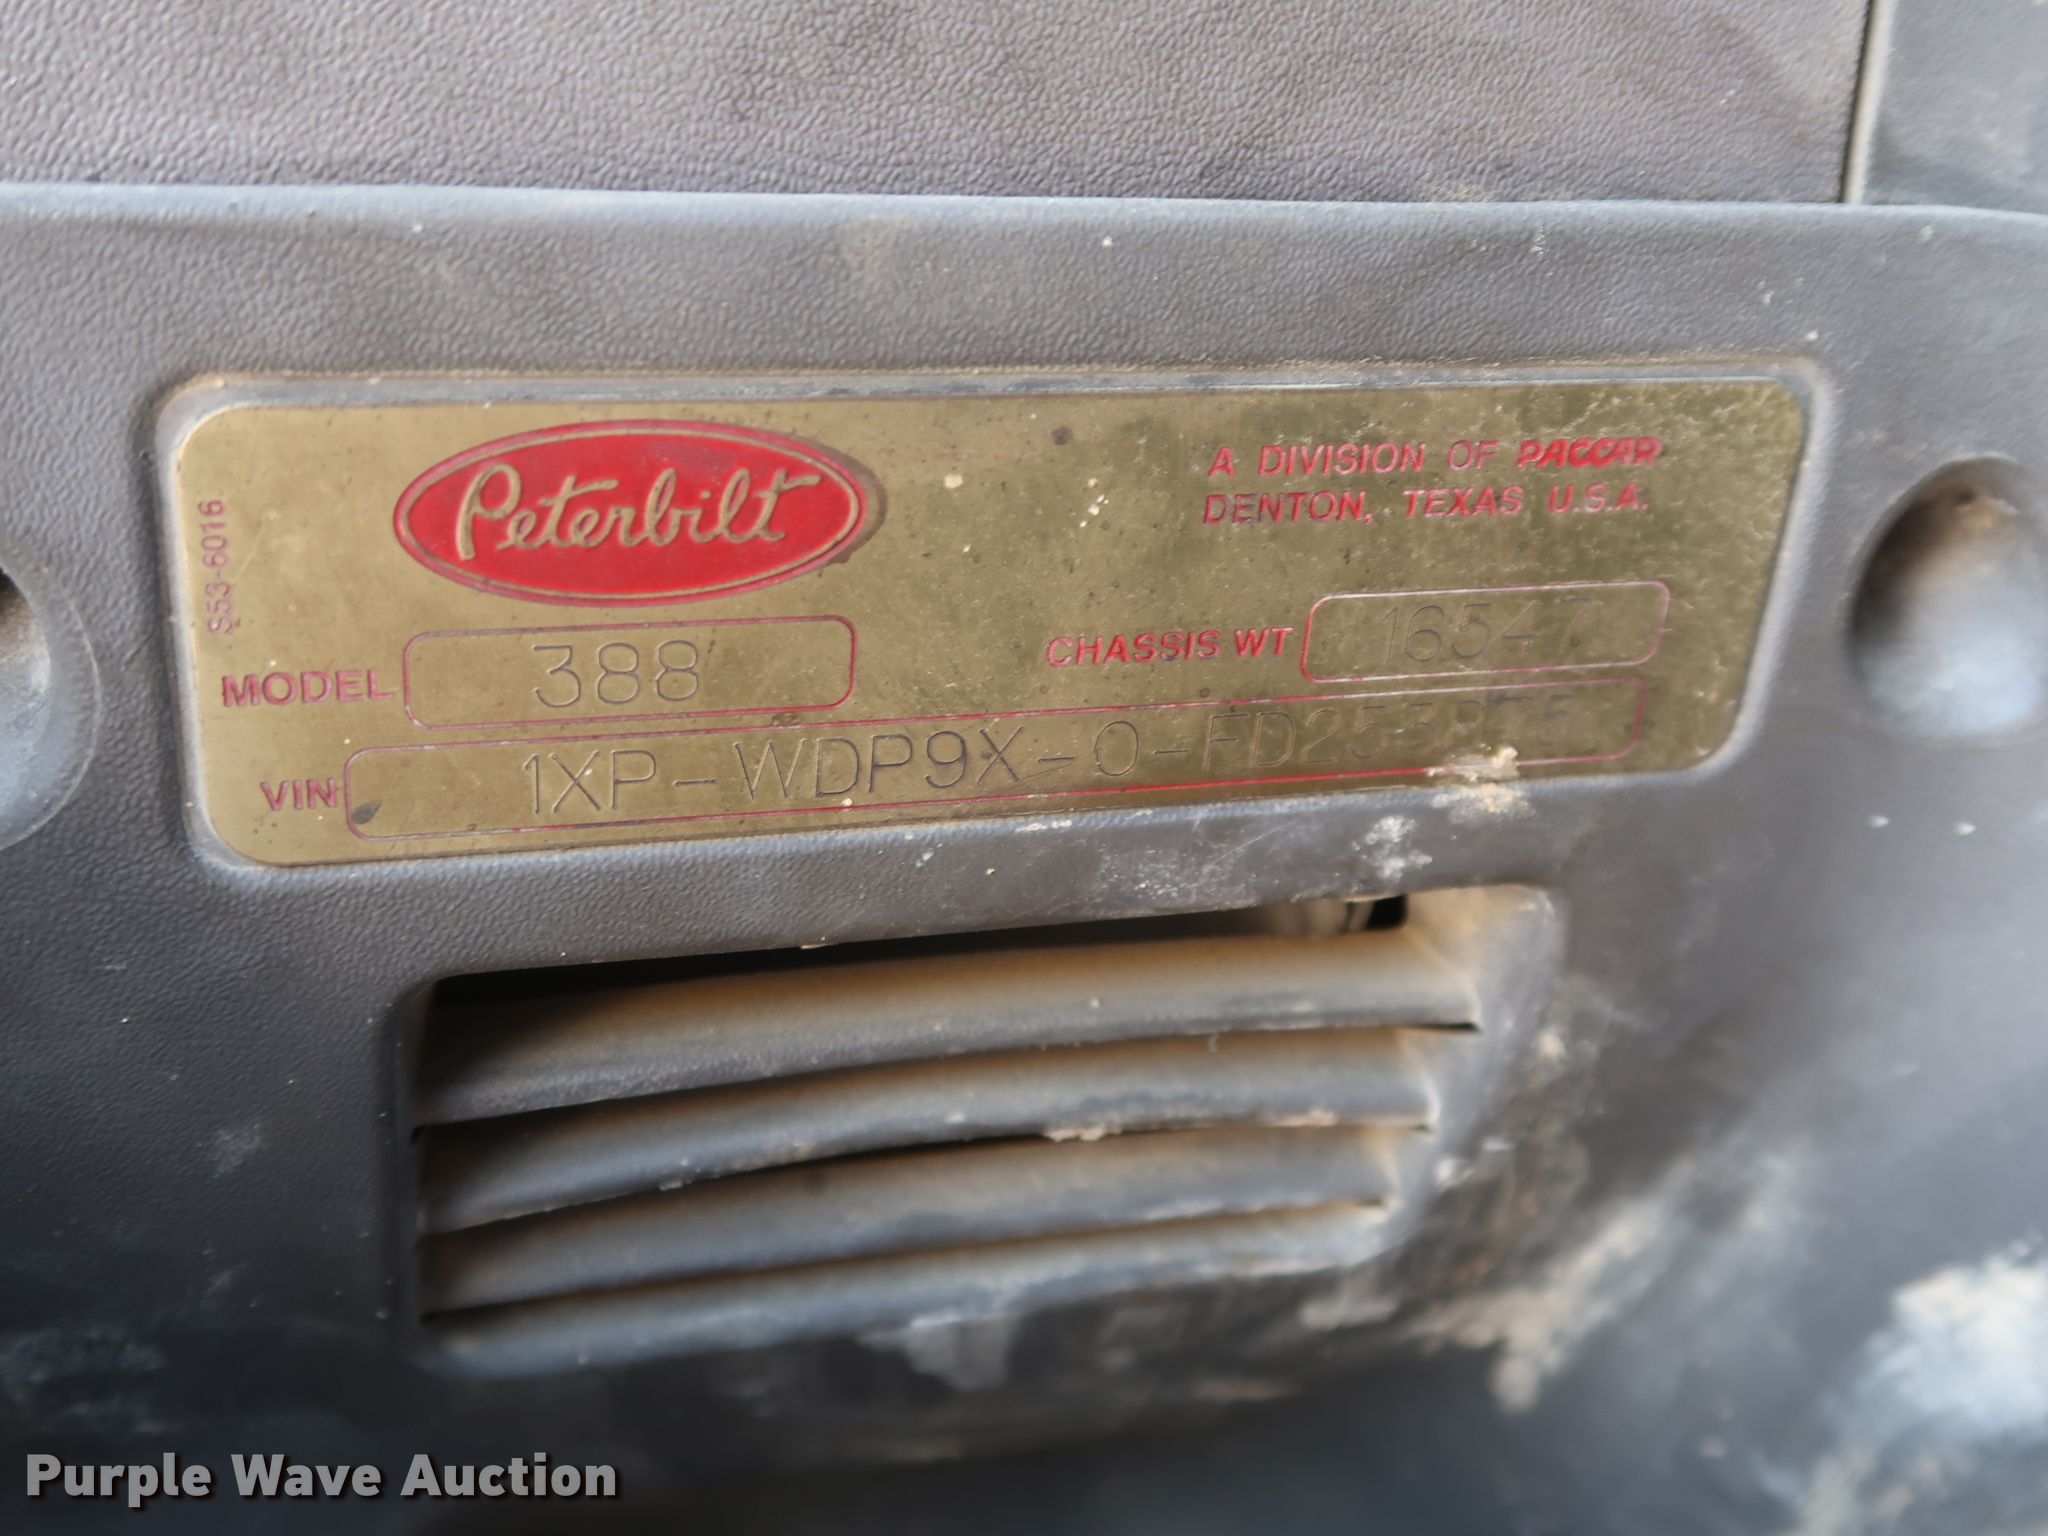 Peterbilt
A DIVISION OF PACCAR
DENTON, TEXAS U.S.A.
S53-6016
MODEL 388
CHASSIS WT 16547
VIN 1XP-WDP9X-0-FD253875
Purple Wave Auction